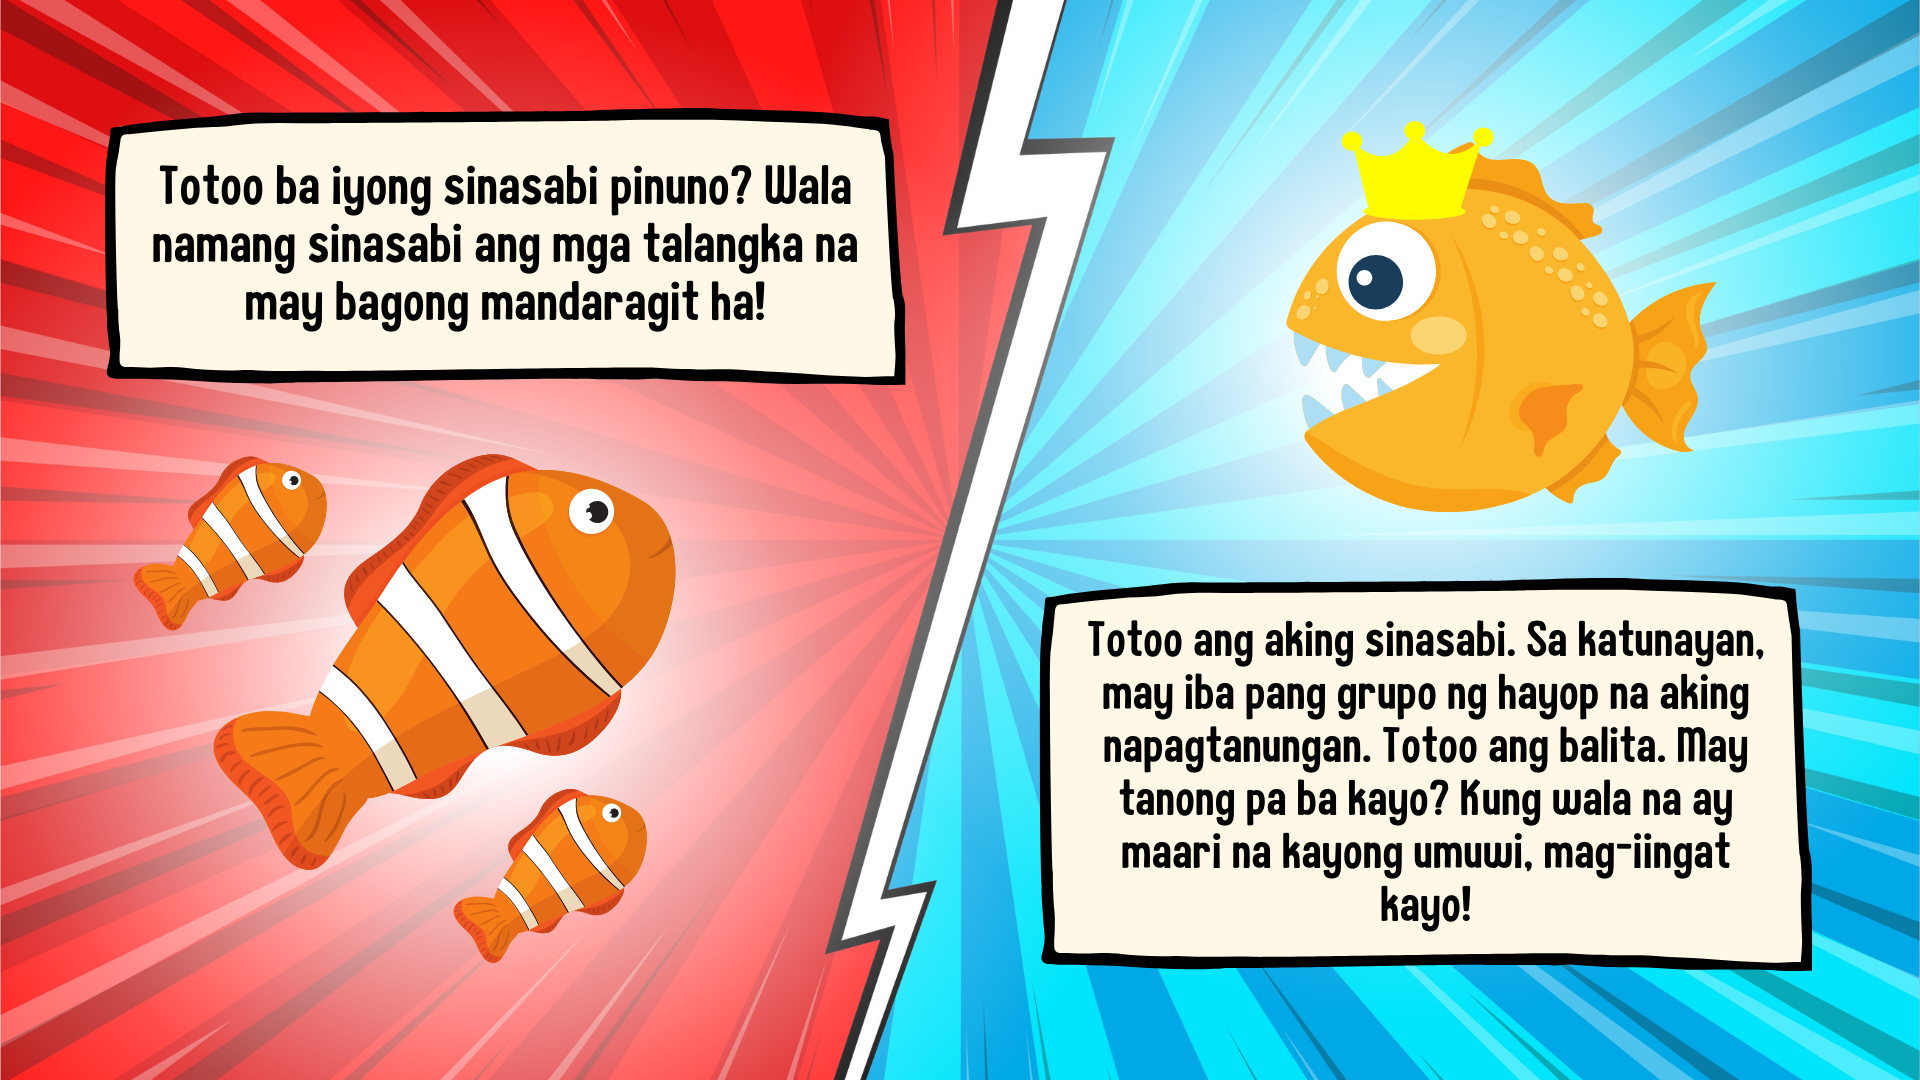 Totoo ba iyong sinasabi pinuno? Wala
namang sinasabi ang mga talangka na
may bagong mandaragit ha!
Totoo ang aking sinasabi. Sa katunayan,
may iba pang grupo ng hayop na aking
napagtanungan. Totoo ang balita. May
tanong pa ba kayo? Kung wala na ay
maari na kayong umuwi, mag-iingat
kayo!